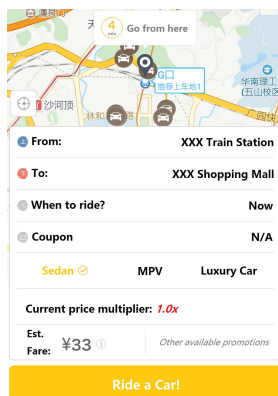 4
min
Go from here
G口
推荐上车地1
华南理工
(五山校区
沙河顶
林和
From:
XXX Train Station
To:
XXX Shopping Mall
When to ride?
Now
Coupon
N/A
Sedan
MPV
Luxury Car
Current price multiplier: 1.0x
Est.
Fare:
¥33
Other available promotions
Ride a Car!